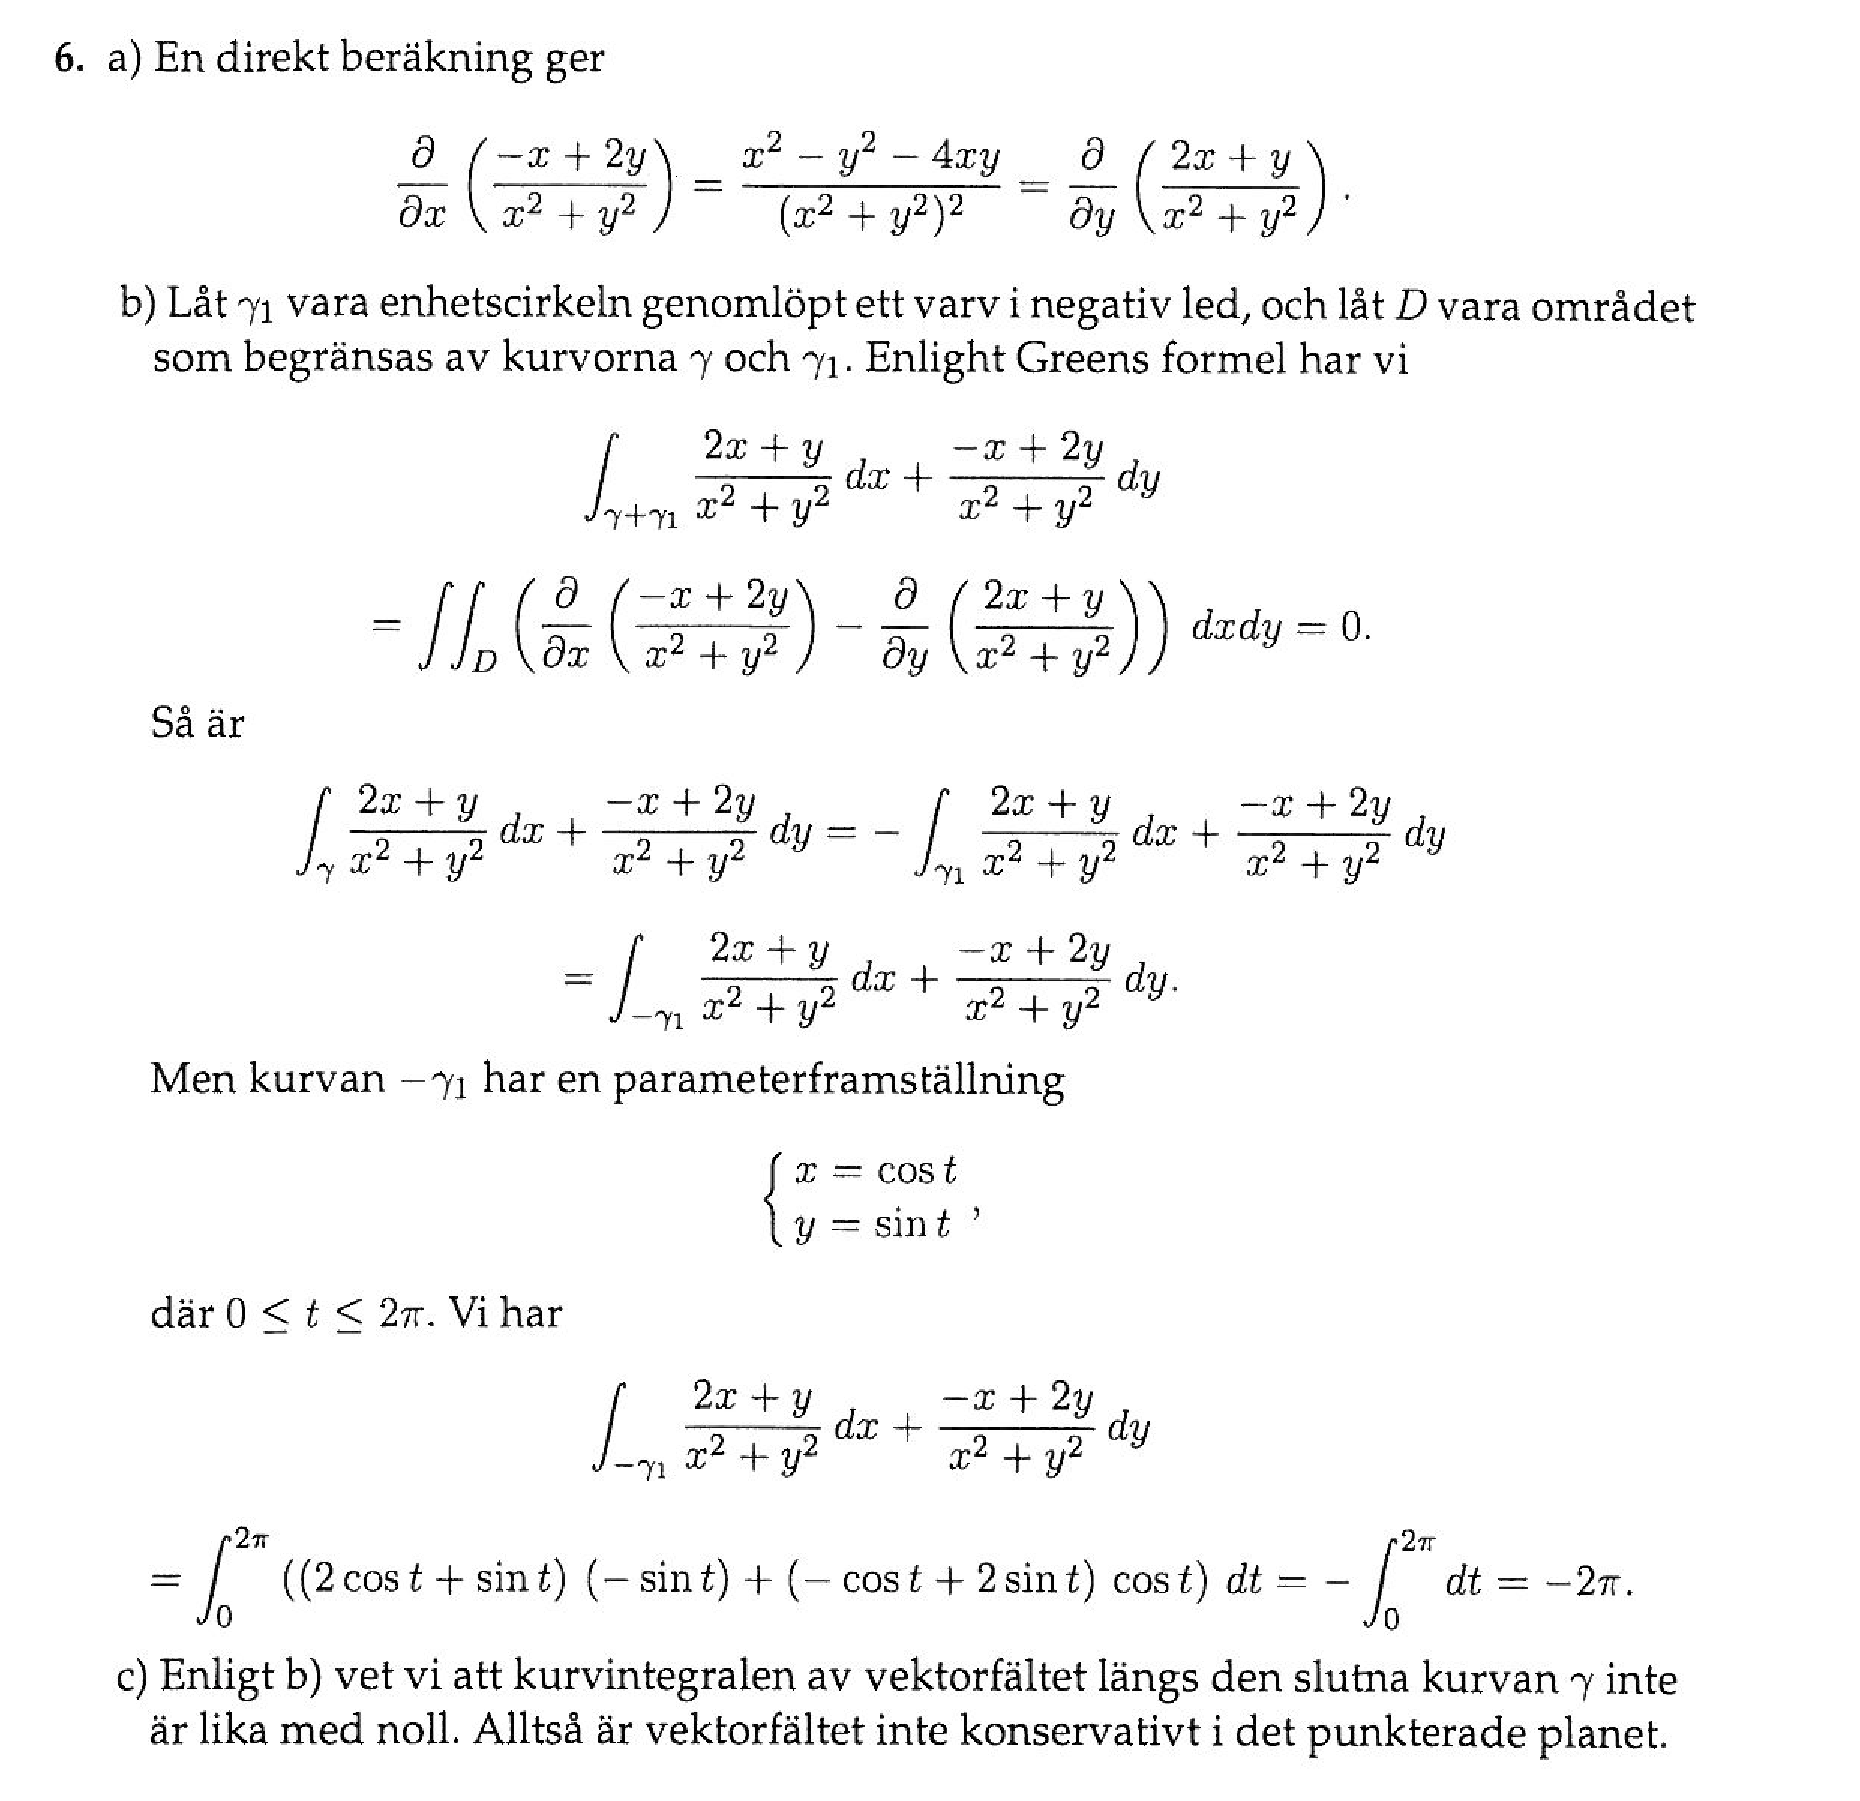 6. a) En direkt beräkning ger
$\frac{\partial}{\partial x}\left(\frac{-x+2y}{x^2+y^2}\right) = \frac{x^2-y^2-4xy}{(x^2+y^2)^2} = \frac{\partial}{\partial y}\left(\frac{2x+y}{x^2+y^2}\right).$
b) Låt $\gamma_1$ vara enhetscirkeln genomlöpt ett varv i negativ led, och låt $D$ vara området
som begränsas av kurvorna $\gamma$ och $\gamma_1$. Enlight Greens formel har vi
$\int_{\gamma+\gamma_1} \frac{2x+y}{x^2+y^2}\,dx + \frac{-x+2y}{x^2+y^2}\,dy$
$= \iint_D \left(\frac{\partial}{\partial x}\left(\frac{-x+2y}{x^2+y^2}\right) - \frac{\partial}{\partial y}\left(\frac{2x+y}{x^2+y^2}\right)\right) dxdy = 0.$
Så är
$\int_{\gamma} \frac{2x+y}{x^2+y^2}\,dx + \frac{-x+2y}{x^2+y^2}\,dy = -\int_{\gamma_1} \frac{2x+y}{x^2+y^2}\,dx + \frac{-x+2y}{x^2+y^2}\,dy$
$= \int_{-\gamma_1} \frac{2x+y}{x^2+y^2}\,dx + \frac{-x+2y}{x^2+y^2}\,dy.$
Men kurvan $-\gamma_1$ har en parameterframställning
$\begin{cases} x = \cos t \\ y = \sin t \end{cases},$
där $0 \leq t \leq 2\pi$. Vi har
$\int_{-\gamma_1} \frac{2x+y}{x^2+y^2}\,dx + \frac{-x+2y}{x^2+y^2}\,dy$
$= \int_0^{2\pi} ((2\cos t + \sin t)\,(-\sin t) + (-\cos t + 2\sin t)\,\cos t)\,dt = -\int_0^{2\pi} dt = -2\pi.$
c) Enligt b) vet vi att kurvintegralen av vektorfältet längs den slutna kurvan $\gamma$ inte
är lika med noll. Alltså är vektorfältet inte konservativt i det punkterade planet.